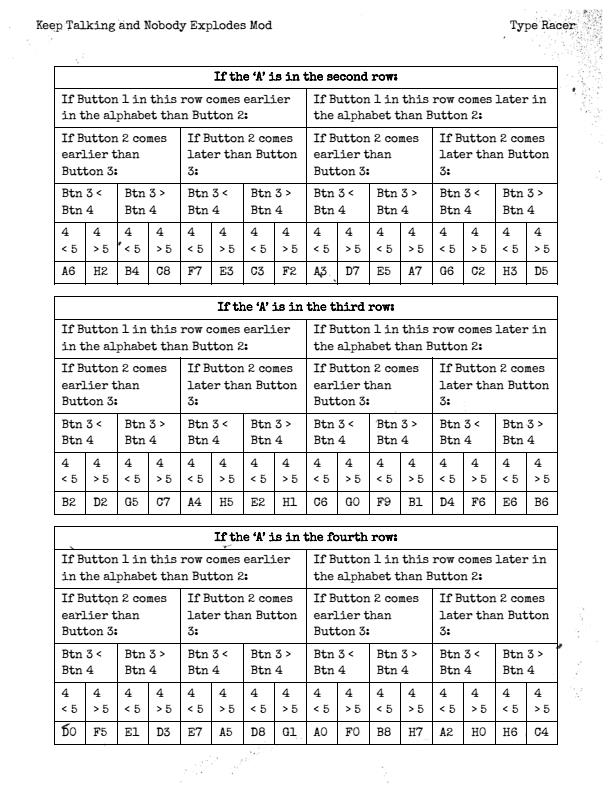 Keep Talking and Nobody Explodes Mod Type Racer
If the ‘A’ is in the second row:
If Button 1 in this row comes earlier If Button 1 in this row comes later in
in the alphabet than Button 2: the alphabet than Button 2:
If Button 2 comes If Button 2 comes If Button 2 comes If Button 2 comes
earlier than later than Button earlier than later than Button
Button 3: 3: Button 3: 3:
Btn 3 < Btn 3 > Btn 3 < Btn 3 > Btn 3 < Btn 3 > Btn 3 < Btn 3 >
Btn 4 Btn 4 Btn 4 Btn 4 Btn 4 Btn 4 Btn 4 Btn 4
4 4 4 4 4 4 4 4 4 4 4 4 4 4 4 4
< 5 > 5 < 5 > 5 < 5 > 5 < 5 > 5 < 5 > 5 < 5 > 5 < 5 > 5 < 5 > 5
A6 H2 B4 C8 F7 E3 C3 F2 A3 D7 E5 A7 G6 C2 H3 D5
If the ‘A’ is in the third row:
If Button 1 in this row comes earlier If Button 1 in this row comes later in
in the alphabet than Button 2: the alphabet than Button 2:
If Button 2 comes If Button 2 comes If Button 2 comes If Button 2 comes
earlier than later than Button earlier than later than Button
Button 3: 3: Button 3: 3:
Btn 3 < Btn 3 > Btn 3 < Btn 3 > Btn 3 < Btn 3 > Btn 3 < Btn 3 >
Btn 4 Btn 4 Btn 4 Btn 4 Btn 4 Btn 4 Btn 4 Btn 4
4 4 4 4 4 4 4 4 4 4 4 4 4 4 4 4
< 5 > 5 < 5 > 5 < 5 > 5 < 5 > 5 < 5 > 5 < 5 > 5 < 5 > 5 < 5 > 5
B2 D2 G5 C7 A4 H5 E2 H1 C6 G0 F9 B1 D4 F6 E6 B6
If the ‘A’ is in the fourth row:
If Button 1 in this row comes earlier If Button 1 in this row comes later in
in the alphabet than Button 2: the alphabet than Button 2:
If Button 2 comes If Button 2 comes If Button 2 comes If Button 2 comes
earlier than later than Button earlier than later than Button
Button 3: 3: Button 3: 3:
Btn 3 < Btn 3 > Btn 3 < Btn 3 > Btn 3 < Btn 3 > Btn 3 < Btn 3 >
Btn 4 Btn 4 Btn 4 Btn 4 Btn 4 Btn 4 Btn 4 Btn 4
4 4 4 4 4 4 4 4 4 4 4 4 4 4 4 4
< 5 > 5 < 5 > 5 < 5 > 5 < 5 > 5 < 5 > 5 < 5 > 5 < 5 > 5 < 5 > 5
D0 F5 E1 D3 E7 A5 D8 G1 A0 F0 B8 H7 A2 H0 H6 C4